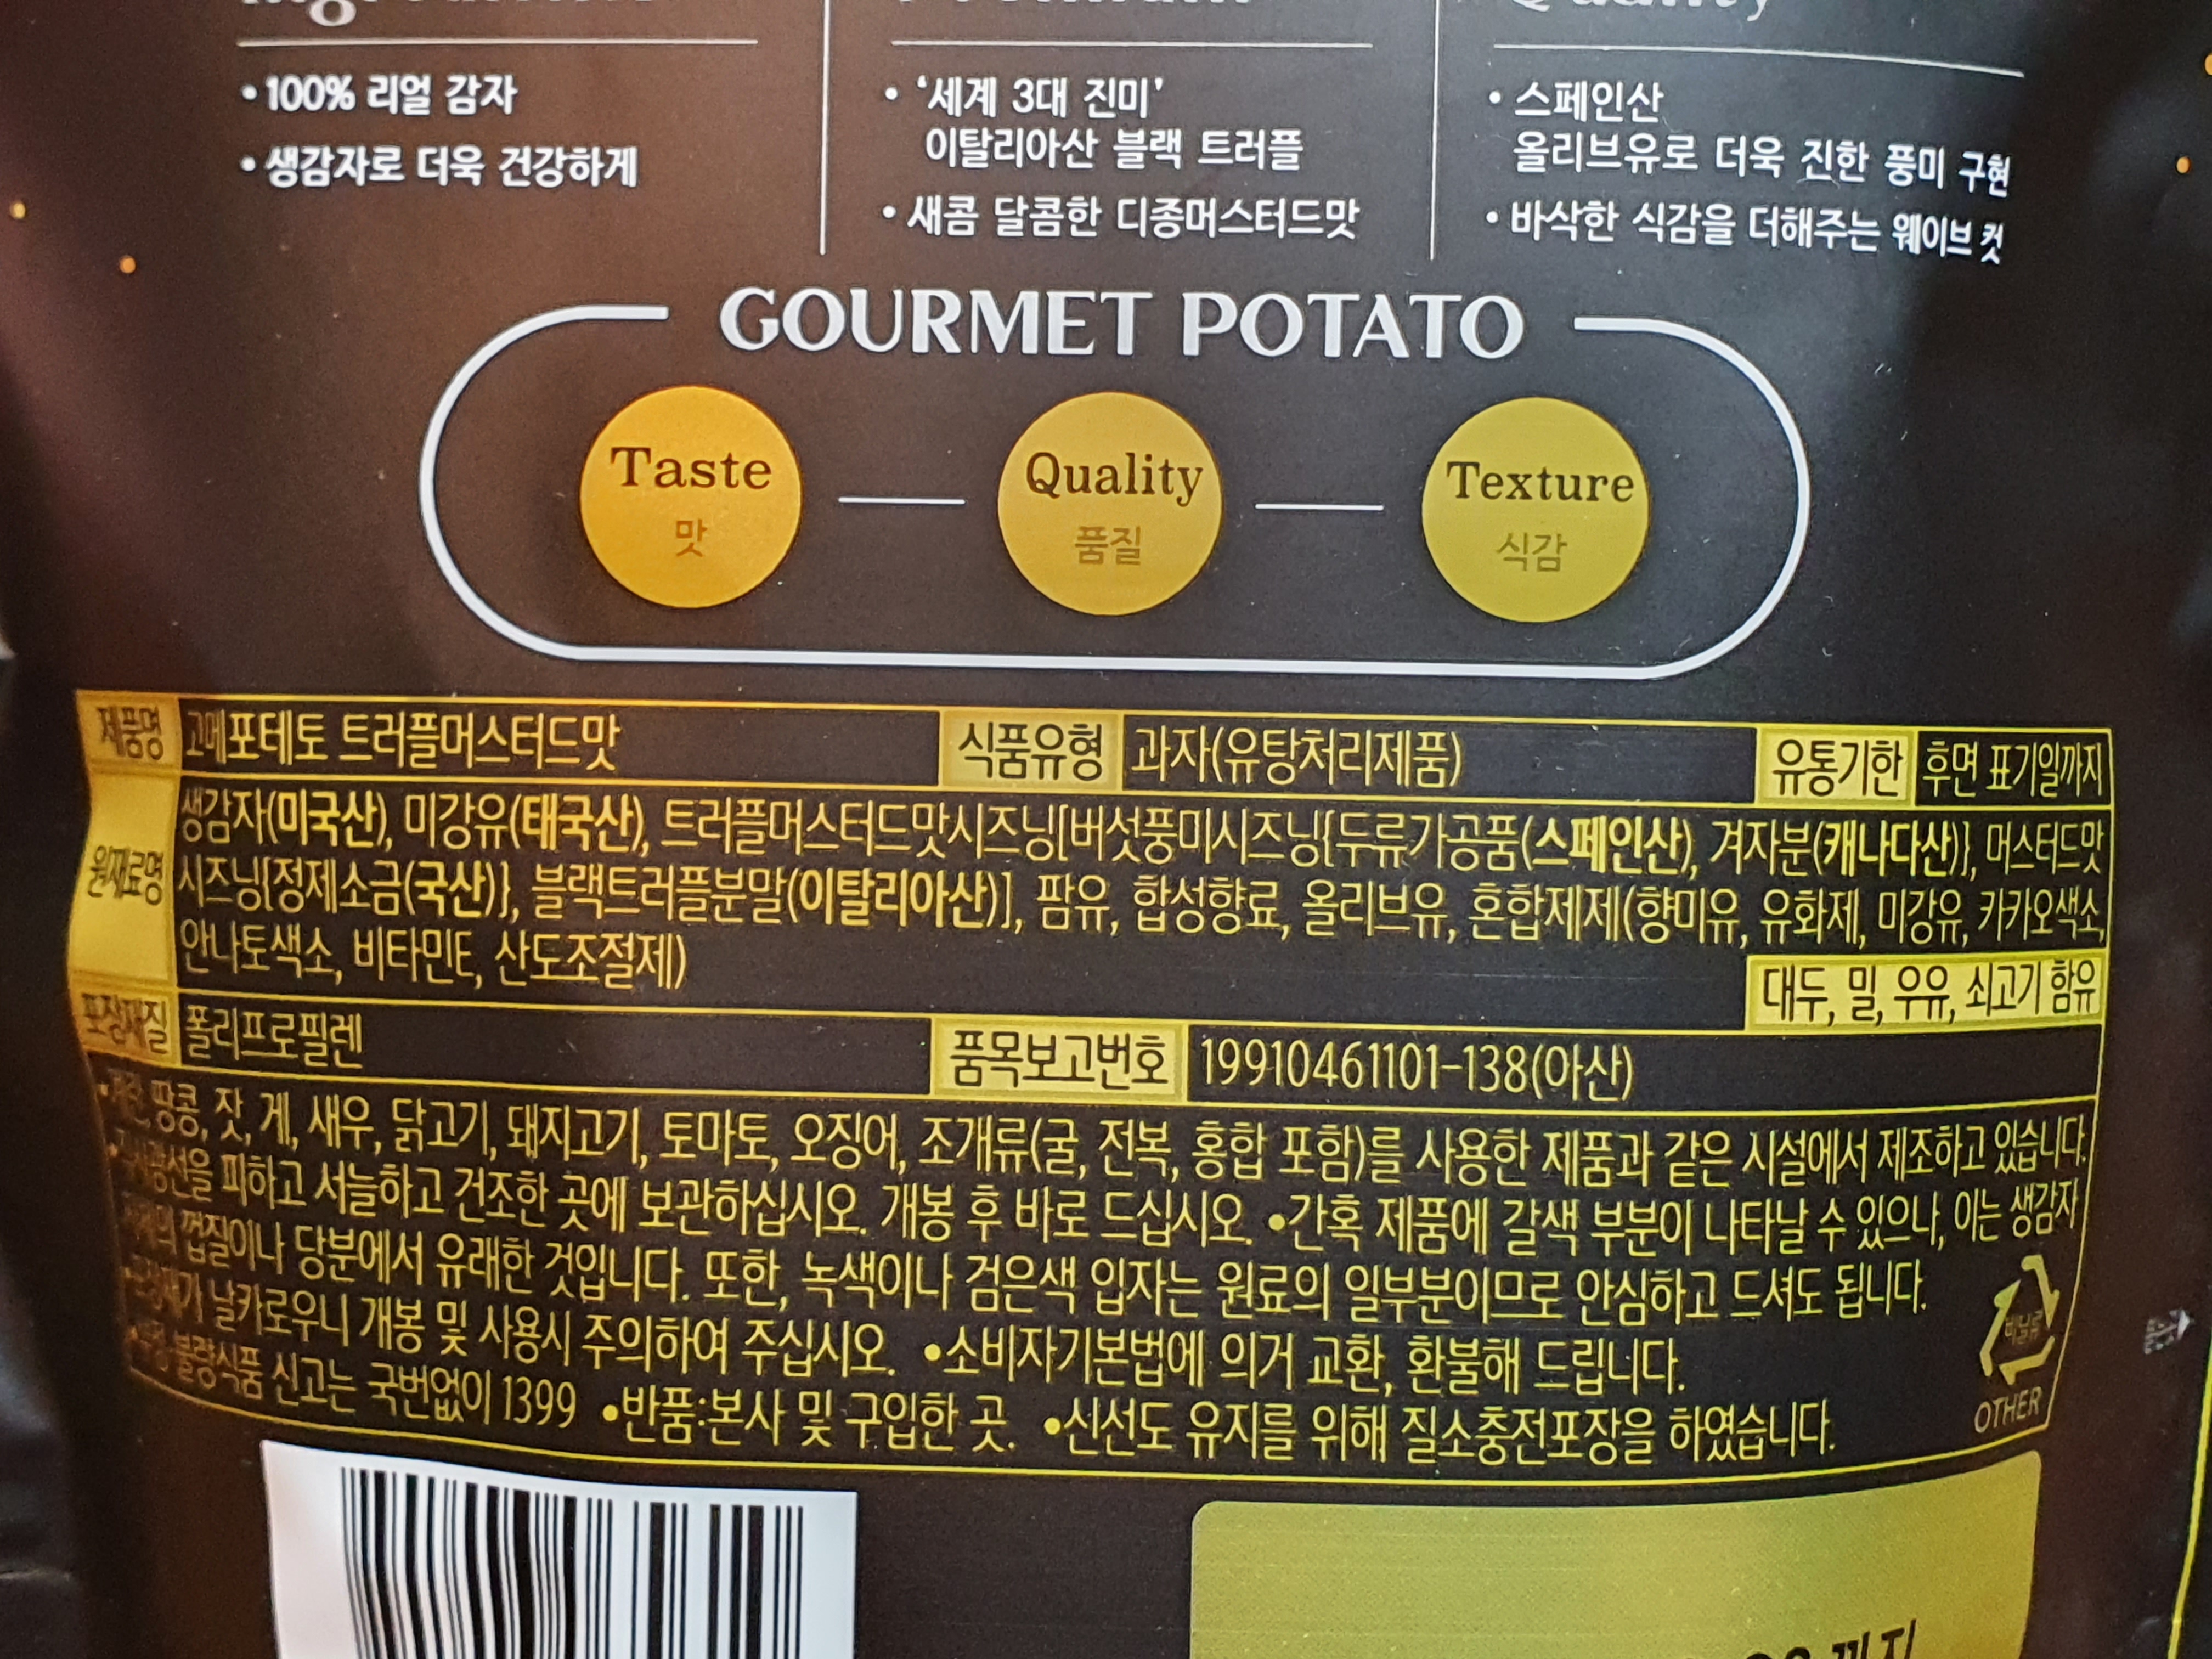 • 100% 리얼 감자
• 생감자로 더욱 건강하게
• ‘세계 3대 진미’
이탈리아산 블랙 트러플
• 새콤 달콤한 디종머스터드맛
• 스페인산
올리브유로 더욱 진한 풍미 구현
• 바삭한 식감을 더해주는 웨이브 컷
GOURMET POTATO
Taste
맛
Quality
품질
Texture
식감
제품명 고메포테토 트러플머스터드맛 식품유형 과자(유탕처리제품) 유통기한 후면 표기일까지
원재료명
생감자(미국산), 미강유(태국산), 트러플머스터드맛시즈닝[버섯풍미시즈닝{두류가공품(스페인산), 겨자분(캐나다산)}, 머스터드맛
시즈닝{정제소금(국산)}, 블랙트러플분말(이탈리아산)], 팜유, 합성향료, 올리브유, 혼합제제(향미유, 유화제, 미강유, 카카오색소,
안나토색소, 비타민E, 산도조절제)
대두, 밀, 우유, 쇠고기 함유
포장재질 폴리프로필렌 품목보고번호 19910461101-138(아산)
땅콩, 잣, 게, 새우, 닭고기, 돼지고기, 토마토, 오징어, 조개류(굴, 전복, 홍합 포함)를 사용한 제품과 같은 시설에서 제조하고 있습니다.
피하고 서늘하고 건조한 곳에 보관하십시오. 개봉 후 바로 드십시오. •간혹 제품에 갈색 부분이 나타날 수 있으나, 이는 생감자
껍질이나 당분에서 유래한 것입니다. 또한, 녹색이나 검은색 입자는 원료의 일부분이므로 안심하고 드셔도 됩니다.
날카로우니 개봉 및 사용시 주의하여 주십시오. •소비자기본법에 의거 교환, 환불해 드립니다.
불량식품 신고는 국번없이 1399 •반품:본사 및 구입한 곳. •신선도 유지를 위해 질소충전포장을 하였습니다.
비닐류
OTHER
까지